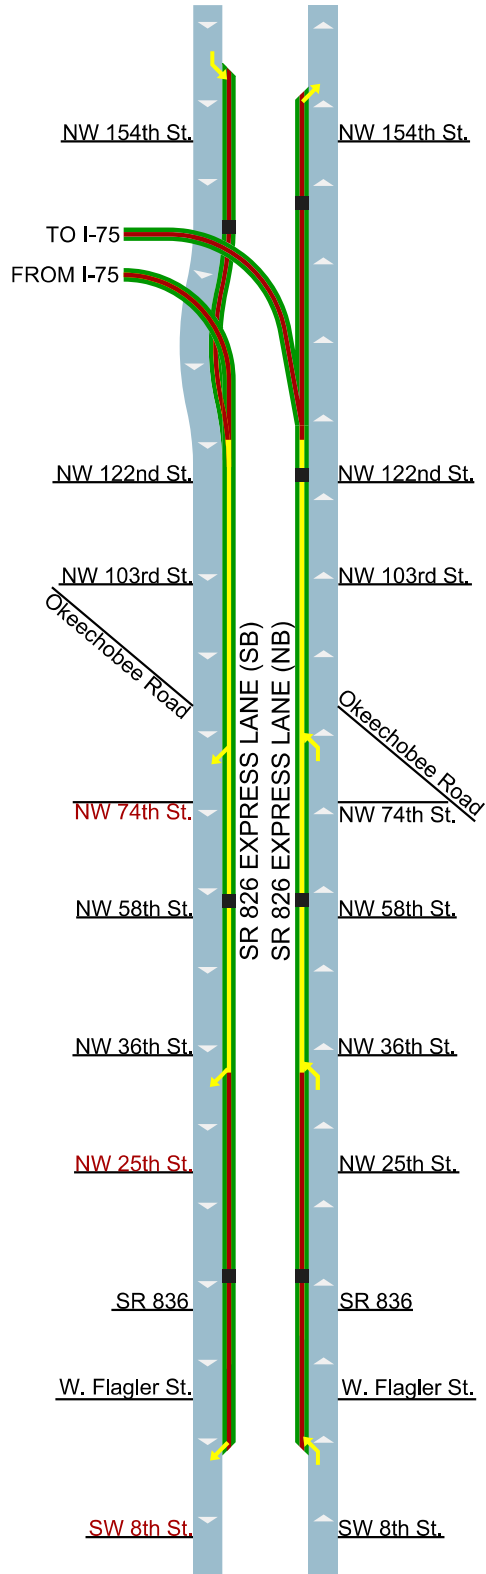 NW 154th St. NW 154th St.
TO I-75
FROM I-75
NW 122nd St. NW 122nd St.
NW 103rd St. NW 103rd St.
Okeechobee Road
SR 826 EXPRESS LANE (SB)
SR 826 EXPRESS LANE (NB)
Okeechobee Road
NW 74th St. NW 74th St.
NW 58th St. NW 58th St.
NW 36th St. NW 36th St.
NW 25th St. NW 25th St.
SR 836 SR 836
W. Flagler St. W. Flagler St.
SW 8th St. SW 8th St.